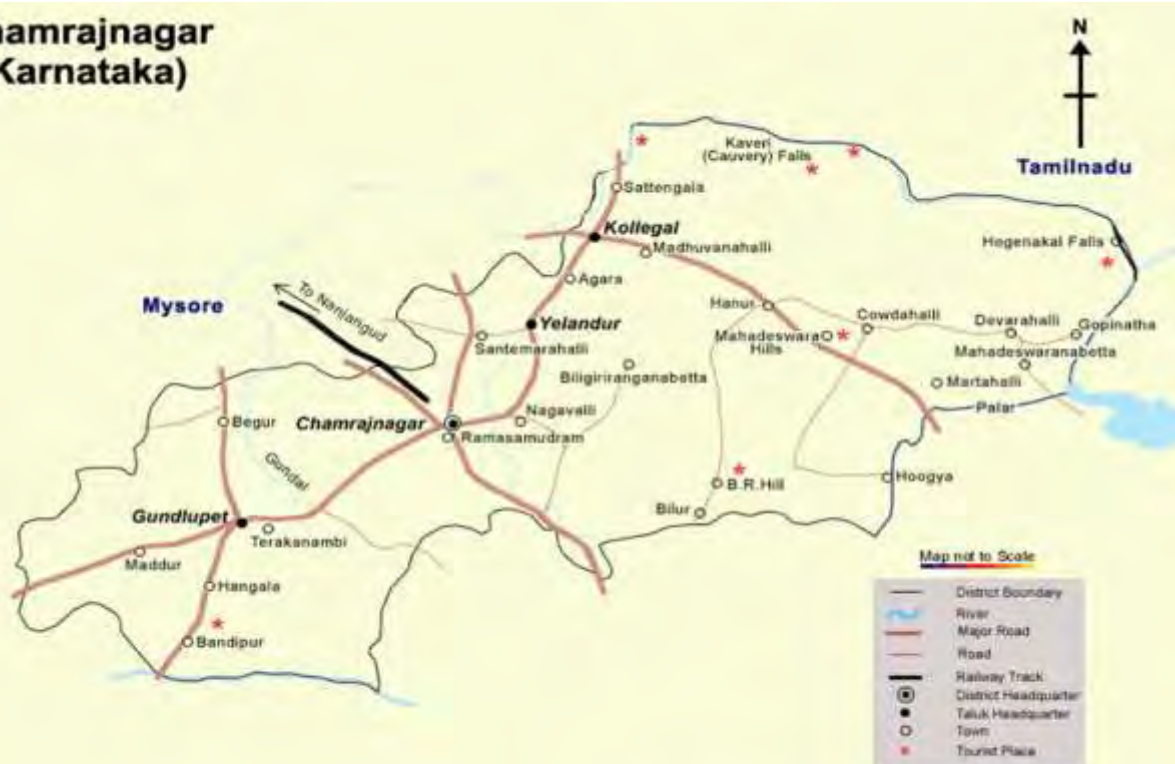 hamrajnagar
Karnataka)
N
Tamilnadu
Kaveri
(Cauvery) Falls
Sattengala
Kollegal
Madhuvanahalli
Hegenakal Falls
Agara
Mysore
To Nanjangud
Hanur
Yelandur
Cowdahalli
Devarahalli
Gopinatha
Santemarahalli
Mahadeswara
Hills
Mahadeswaranabetta
Biligiriranganabetta
Martahalli
Palar
Nagavalli
Begur
Chamrajnagar
Ramasamudram
Gundal
Hoogya
B.R.Hill
Bilur
Gundlupet
Terakanambi
Maddur
Hangala
Bandipur
Map not to Scale
District Boundary
River
Major Road
Road
Railway Track
District Headquarter
Taluk Headquarter
Town
Tourist Place